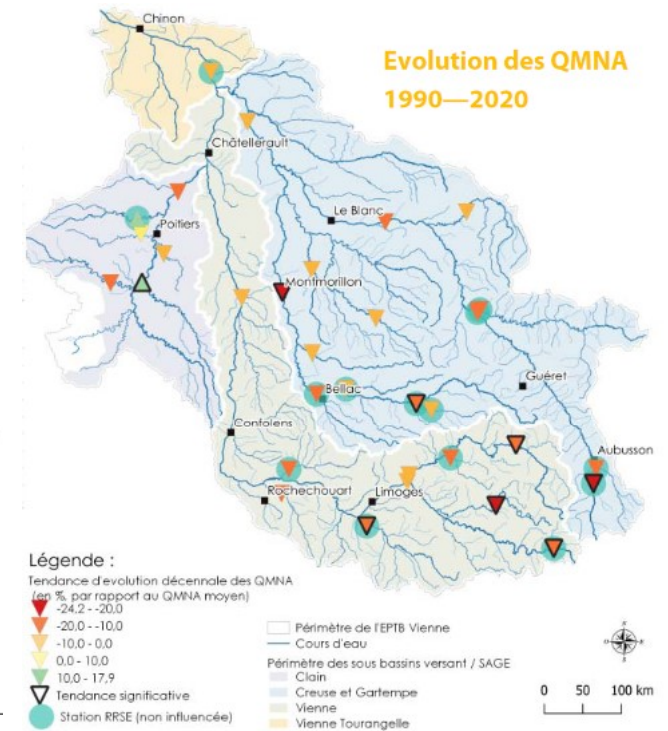 Chinon
Evolution des QMNA
1990—2020
Châtellerault
Le Blanc
Poitiers
Montmorillon
Guéret
Bellac
Confolens
Aubusson
Rochechouart
Limoges
Légende :
Tendance d'evolution décennale des QMNA
(en %, par rapport au QMNA moyen)
-24,2 - -20,0
-20,0 - -10,0
-10,0 - 0,0
0,0 - 10,0
10,0 - 17,9
Tendance significative
Station RRSE (non influencée)
Périmètre de l'EPTB Vienne
Cours d'eau
Périmètre des sous bassins versant / SAGE
Clain
Creuse et Gartempe
Vienne
Vienne Tourangelle
0 50 100 km